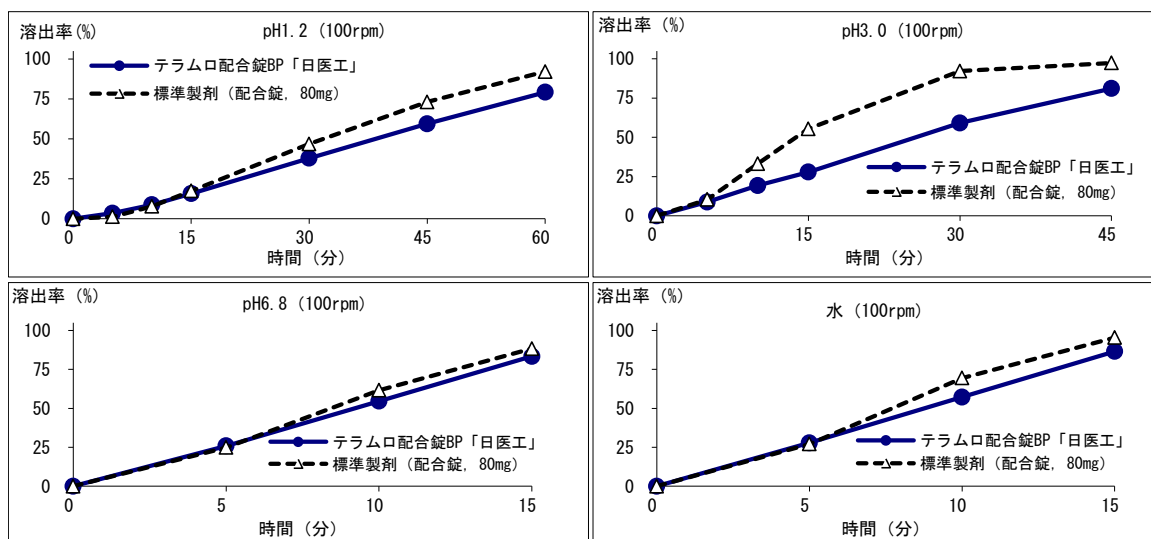 溶出率(%)
pH1.2 (100rpm)
100
75
50
25
0
テラムロ配合錠BP「日医工」
標準製剤（配合錠, 80mg）
0 15 30 45 60
時間（分）
溶出率 (%)
pH3.0 (100rpm)
100
75
50
25
0
テラムロ配合錠BP「日医工」
標準製剤（配合錠, 80mg）
0 15 30 45
時間（分）
溶出率 (%)
pH6.8 (100rpm)
100
75
50
25
0
テラムロ配合錠BP「日医工」
標準製剤（配合錠, 80mg）
0 5 10 15
時間（分）
溶出率 (%)
水 (100rpm)
100
75
50
25
0
テラムロ配合錠BP「日医工」
標準製剤（配合錠, 80mg）
0 5 10 15
時間（分）